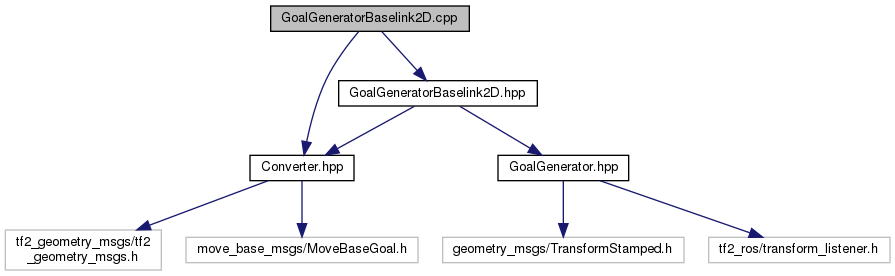 GoalGeneratorBaselink2D.cpp
GoalGeneratorBaselink2D.hpp
Converter.hpp
GoalGenerator.hpp
tf2_geometry_msgs/tf2
_geometry_msgs.h
move_base_msgs/MoveBaseGoal.h
geometry_msgs/TransformStamped.h
tf2_ros/transform_listener.h